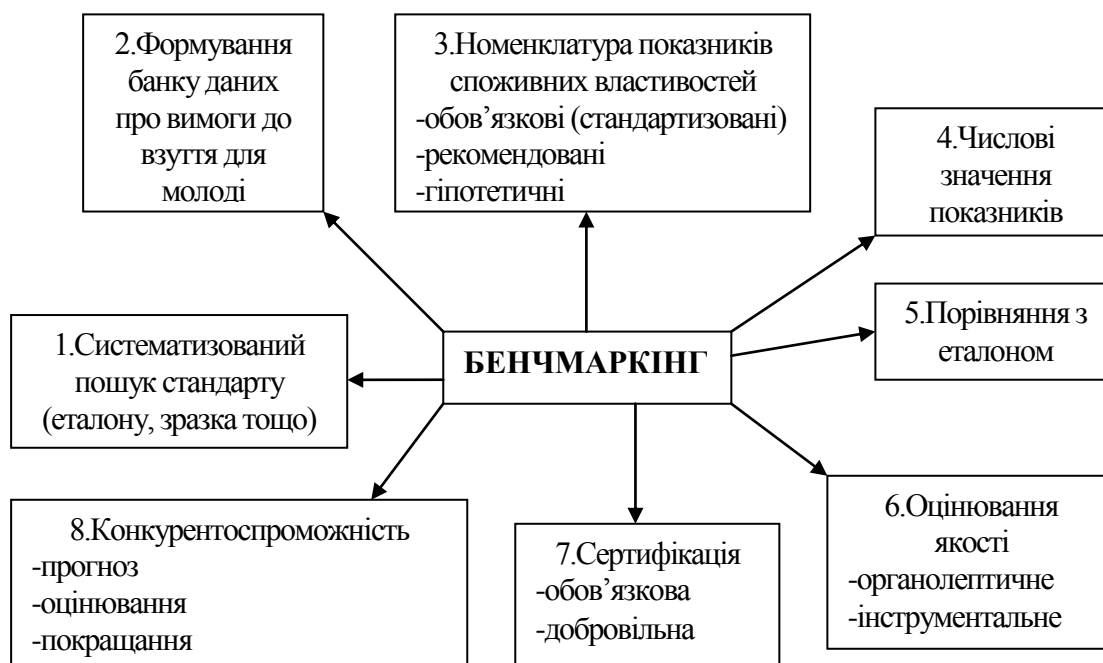 2.Формування
банку даних
про вимоги до
взуття для
молоді
3.Номенклатура показників
споживних властивостей
-обов’язкові (стандартизовані)
-рекомендовані
-гіпотетичні
4.Числові
значення
показників
1.Систематизований
пошук стандарту
(еталону, зразка тощо)
БЕНЧМАРКІНГ
5.Порівняння з
еталоном
8.Конкурентоспроможність
-прогноз
-оцінювання
-покращання
7.Сертифікація
-обов’язкова
-добровільна
6.Оцінювання
якості
-органолептичне
-інструментальне